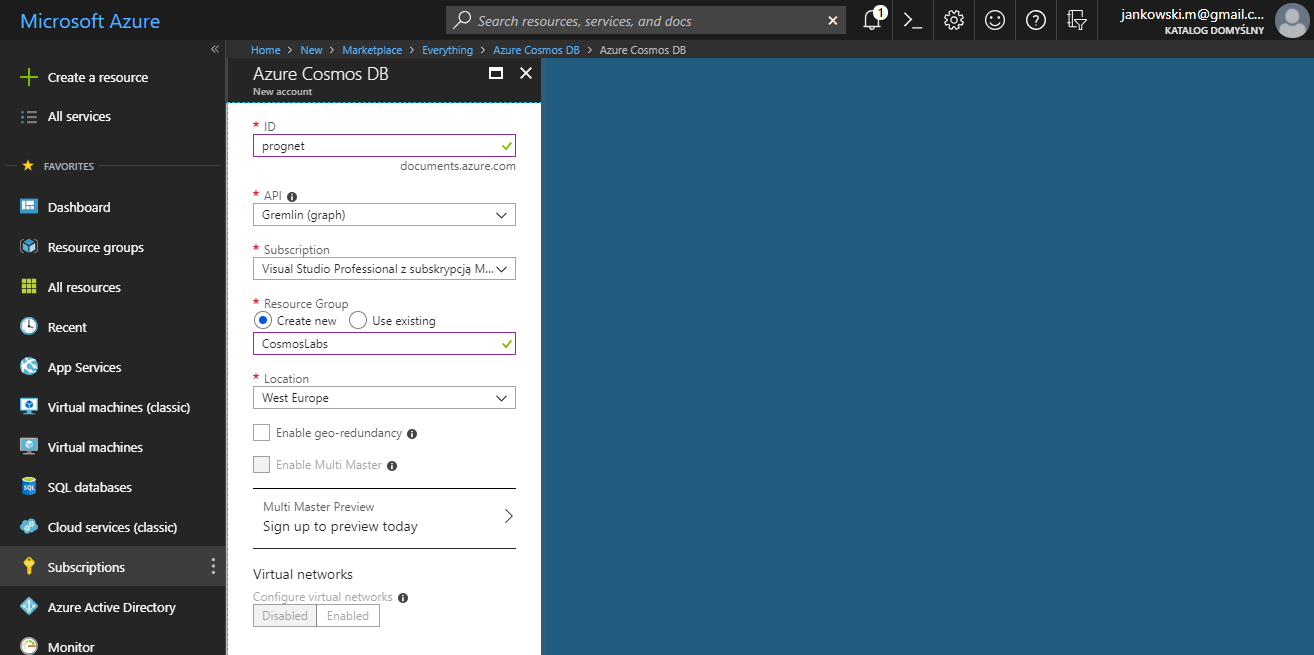 Microsoft Azure
Search resources, services, and docs
1
jankowski.m@gmail.c...
KATALOG DOMYŚLNY
Home > New > Marketplace > Everything > Azure Cosmos DB > Azure Cosmos DB
Create a resource
All services
FAVORITES
Dashboard
Resource groups
All resources
Recent
App Services
Virtual machines (classic)
Virtual machines
SQL databases
Cloud services (classic)
Subscriptions
Azure Active Directory
Monitor
Azure Cosmos DB
New account
* ID
prognet
documents.azure.com
* API
Gremlin (graph)
* Subscription
Visual Studio Professional z subskrypcją M...
* Resource Group
Create new Use existing
CosmosLabs
* Location
West Europe
Enable geo-redundancy
Enable Multi Master
Multi Master Preview
Sign up to preview today
Virtual networks
Configure virtual networks
Disabled Enabled